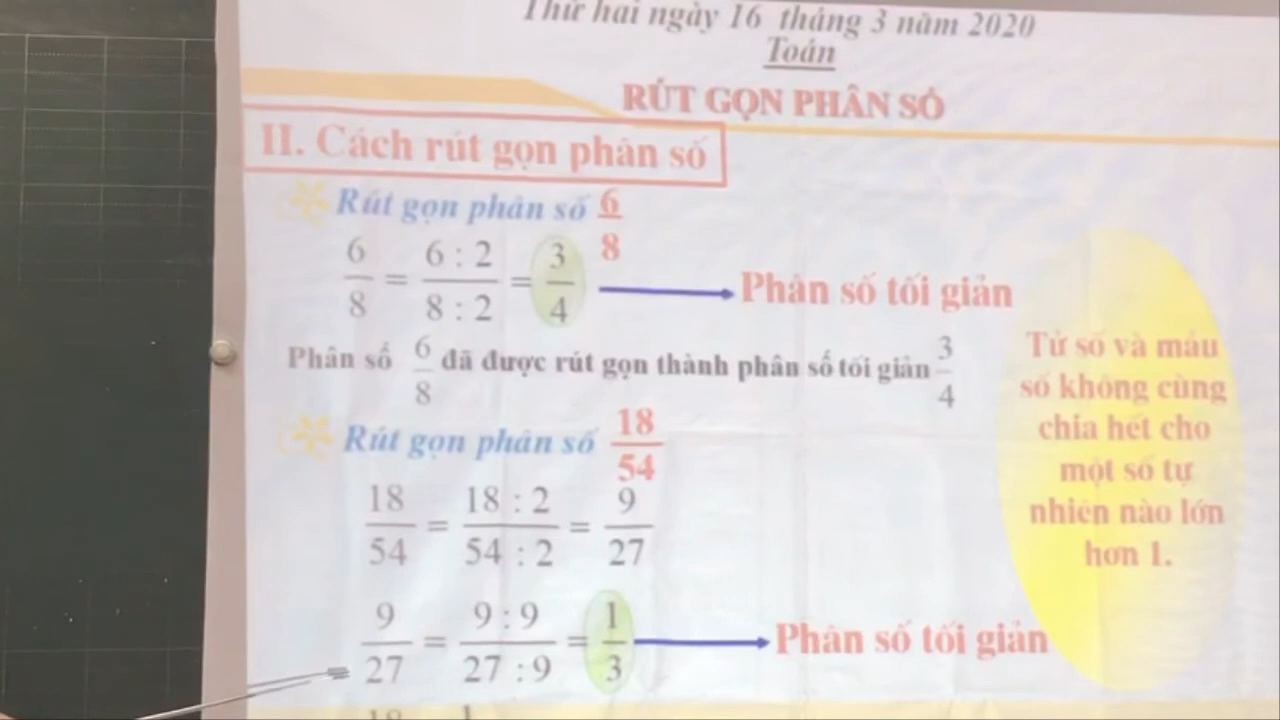 Thứ hai ngày 16 tháng 3 năm 2020
Toán
RÚT GỌN PHÂN SỐ
II. Cách rút gọn phân số
Rút gọn phân số 6/8
6/8 = 6 : 2 / 8 : 2 = 3/4 Phân số tối giản
Phân số 6/8 đã được rút gọn thành phân số tối giản 3/4
Rút gọn phân số 18/54
18/54 = 18 : 2 / 54 : 2 = 9/27
9/27 = 9 : 9 / 27 : 9 = 1/3 Phân số tối giản
18 1
Tử số và mẫu
số không cùng
chia hết cho
một số tự
nhiên nào lớn
hơn 1.